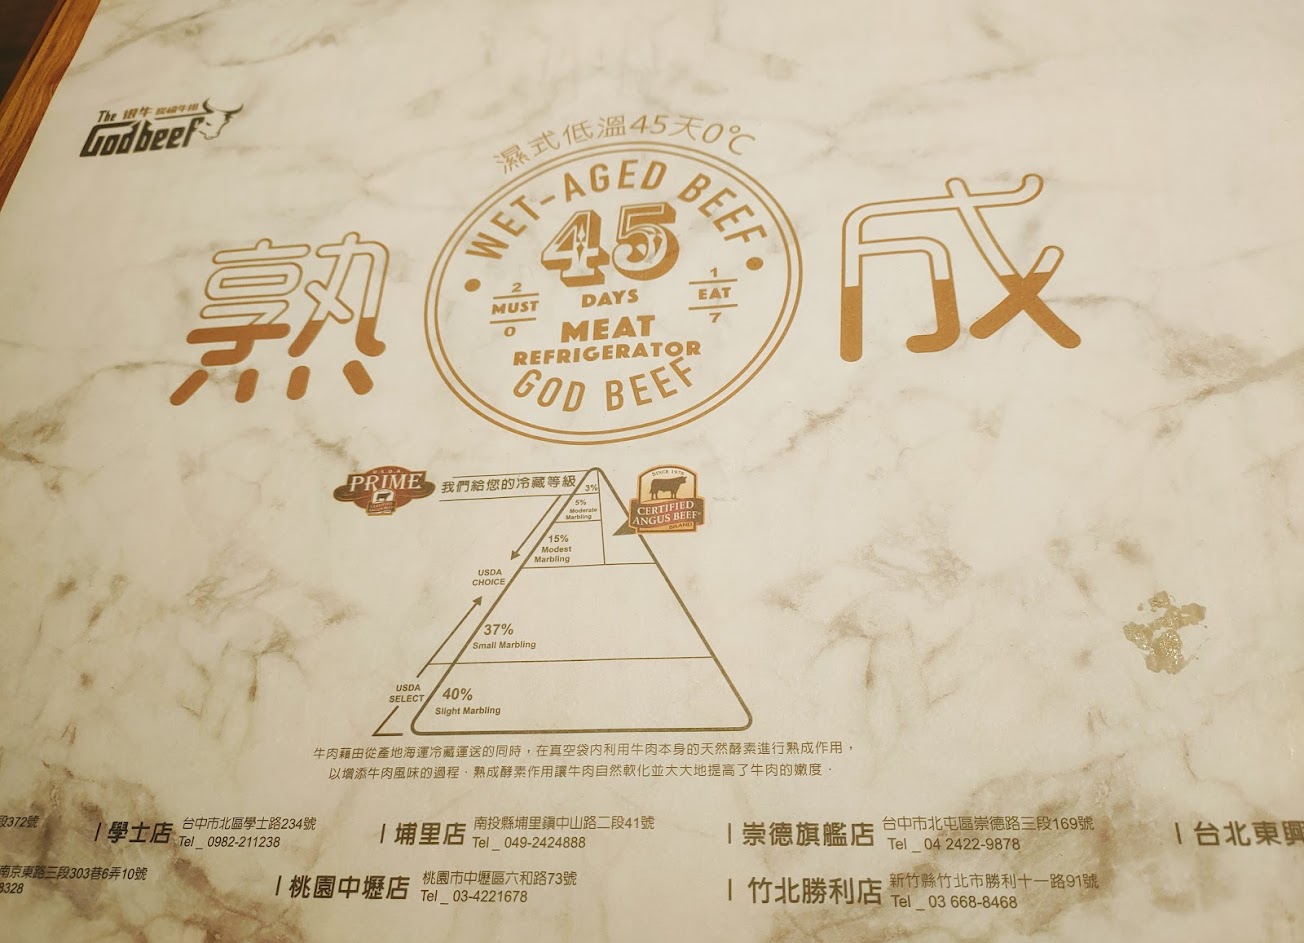 The 狠牛 炭燒牛排
Godbeef
濕式低溫45天0°C
WET-AGED BEEF
45
DAYS
2
MUST
0
1
EAT
7
MEAT
REFRIGERATOR
GOD BEEF
熟成
USDA
PRIME
我們給您的冷藏等級
3%
5%
Moderate
Marbling
SINCE 1978
CERTIFIED
ANGUS BEEF®
BRAND
15%
Modest
Marbling
USDA
CHOICE
37%
Small Marbling
USDA
SELECT
40%
Slight Marbling
牛肉藉由從產地海運冷藏運送的同時，在真空袋內利用牛肉本身的天然酵素進行熟成作用，
以增添牛肉風味的過程．熟成酵素作用讓牛肉自然軟化並大大地提高了牛肉的嫩度．
段372號
學士店 台中市北區學士路234號
Tel _ 0982-211238
埔里店 南投縣埔里鎮中山路二段41號
Tel _ 049-2424888
崇德旗艦店 台中市北屯區崇德路三段169號
Tel _ 04 2422-9878
台北東興
南京東路三段303巷6弄10號
8328
桃園中壢店 桃園市中壢區六和路73號
Tel _ 03-4221678
竹北勝利店 新竹縣竹北市勝利十一路91號
Tel _ 03 668-8468